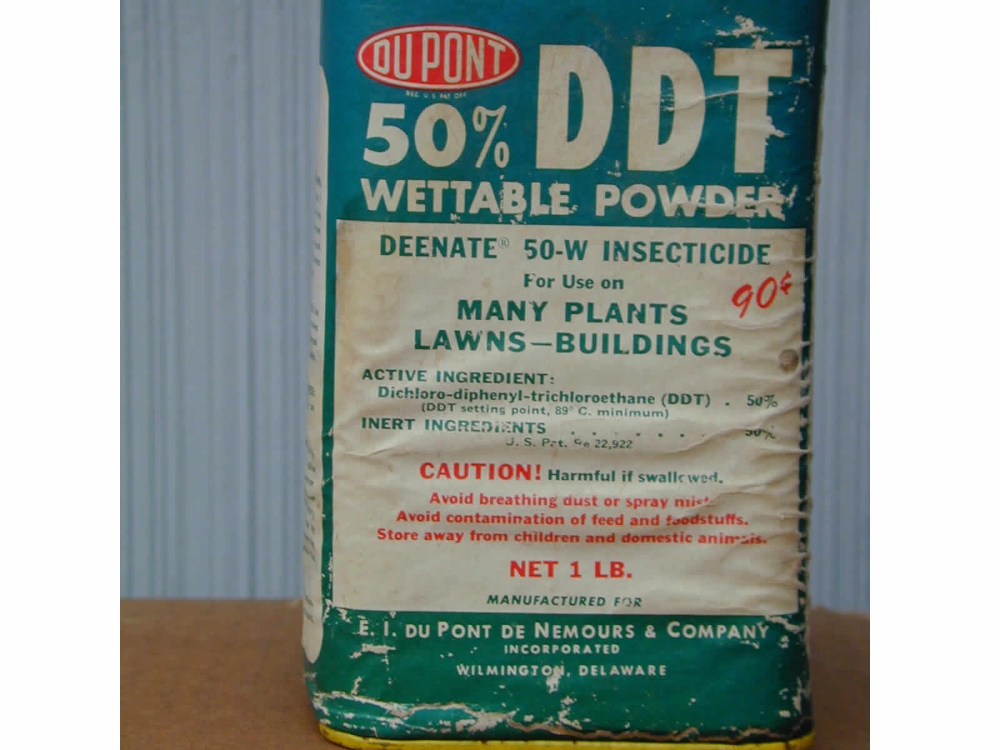 DU PONT
REG. U. S. PAT OFF
DDT
50%
WETTABLE POWDER
DEENATE® 50-W INSECTICIDE
For Use on
90¢
MANY PLANTS
LAWNS—BUILDINGS
ACTIVE INGREDIENT:
Dichloro-diphenyl-trichloroethane (DDT) . 50%
(DDT setting point, 89° C. minimum)
INERT INGREDIENTS . . . . . . . 50%
U. S. Pat. Re 22,922
CAUTION! Harmful if swallowed.
Avoid breathing dust or spray mist.
Avoid contamination of feed and foodstuffs.
Store away from children and domestic animals.
NET 1 LB.
MANUFACTURED FOR
E. I. DU PONT DE NEMOURS & COMPANY
INCORPORATED
WILMINGTON, DELAWARE